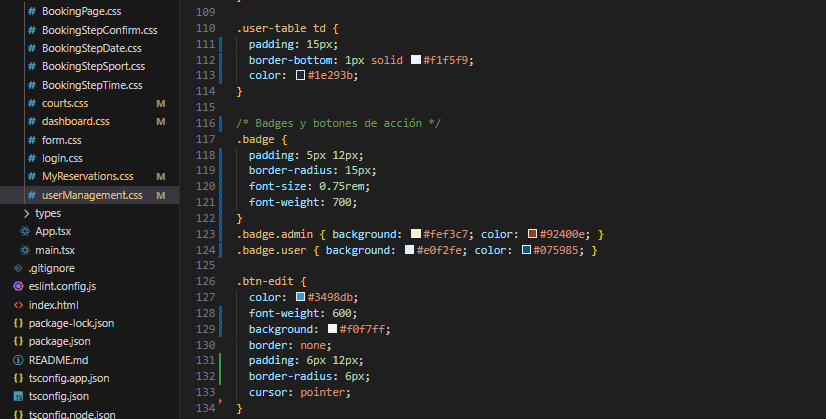 BookingPage.css
BookingStepConfirm.css
BookingStepDate.css
BookingStepSport.css
BookingStepTime.css
courts.css M
dashboard.css M
form.css
login.css
MyReservations.css M
userManagement.css M
types
App.tsx
main.tsx
.gitignore
eslint.config.js
index.html
package-lock.json
package.json
README.md
tsconfig.app.json
tsconfig.json
tsconfig.node.json
109
110 .user-table td {
111 padding: 15px;
112 border-bottom: 1px solid #f1f5f9;
113 color: #1e293b;
114 }
115
116 /* Badges y botones de acción */
117 .badge {
118 padding: 5px 12px;
119 border-radius: 15px;
120 font-size: 0.75rem;
121 font-weight: 700;
122 }
123 .badge.admin { background: #fef3c7; color: #92400e; }
124 .badge.user { background: #e0f2fe; color: #075985; }
125
126 .btn-edit {
127 color: #3498db;
128 font-weight: 600;
129 background: #f0f7ff;
130 border: none;
131 padding: 6px 12px;
132 border-radius: 6px;
133 cursor: pointer;
134 }